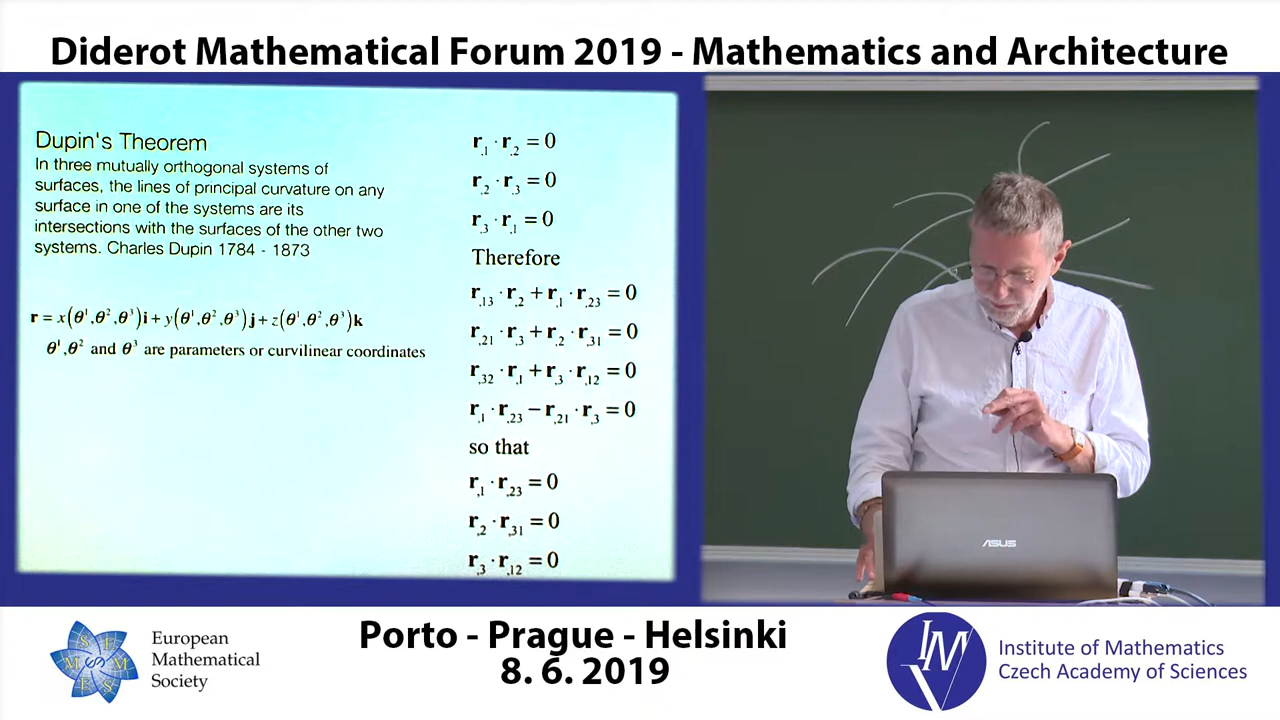 Diderot Mathematical Forum 2019 - Mathematics and Architecture
Dupin's Theorem
In three mutually orthogonal systems of
surfaces, the lines of principal curvature on any
surface in one of the systems are its
intersections with the surfaces of the other two
systems. Charles Dupin 1784 - 1873
r = x(θ¹,θ²,θ³)i + y(θ¹,θ²,θ³)j + z(θ¹,θ²,θ³)k
θ¹,θ² and θ³ are parameters or curvilinear coordinates
r,₁ · r,₂ = 0
r,₂ · r,₃ = 0
r,₃ · r,₁ = 0
Therefore
r,₁₃ · r,₂ + r,₁ · r,₂₃ = 0
r,₂₁ · r,₃ + r,₂ · r,₃₁ = 0
r,₃₂ · r,₁ + r,₃ · r,₁₂ = 0
r,₁ · r,₂₃ − r,₂₁ · r,₃ = 0
so that
r,₁ · r,₂₃ = 0
r,₂ · r,₃₁ = 0
r,₃ · r,₁₂ = 0
ASUS
SEMSEM
European
Mathematical
Society
Porto - Prague - Helsinki
8. 6. 2019
IMV
Institute of Mathematics
Czech Academy of Sciences